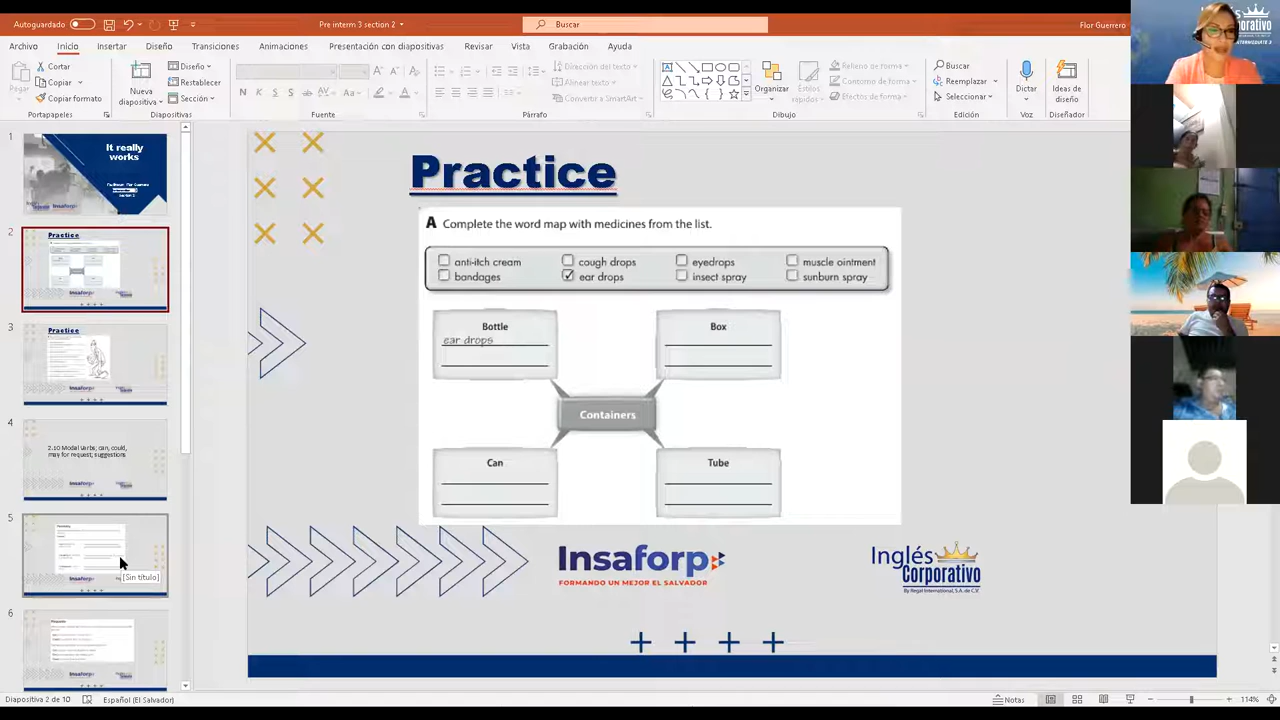 Autoguardado
Pre interm 3 section 2
Buscar
Flor Guerrero
Archivo
Inicio
Insertar
Diseño
Transiciones
Animaciones
Presentación con diapositivas
Revisar
Vista
Grabación
Ayuda
Pegar
Cortar
Copiar
Copiar formato
Portapapeles
Nueva diapositiva
Diseño
Restablecer
Sección
Diapositivas
N K S S
Fuente
Dirección del texto
Alinear texto
Convertir a SmartArt
Párrafo
Organizar
Estilos rápidos
Relleno de forma
Contorno de forma
Efectos de forma
Dibujo
Buscar
Reemplazar
Seleccionar
Edición
Dictar
Voz
Ideas de diseño
Diseñador
1
It really
works
2
Practice
3
Practice
4
2.10 Model Verbs; can, could,
may for request; suggestions
5
[Sin título]
6
Practice
A Complete the word map with medicines from the list.
anti-itch cream
cough drops
eyedrops
muscle ointment
bandages
ear drops
insect spray
sunburn spray
Bottle
ear drops
Box
Containers
Can
Tube
Insaforp
FORMANDO UN MEJOR EL SALVADOR
Inglés
Corporativo
By Regal International, S.A. de C.V.
Diapositiva 2 de 10
Español (El Salvador)
Notas
114%